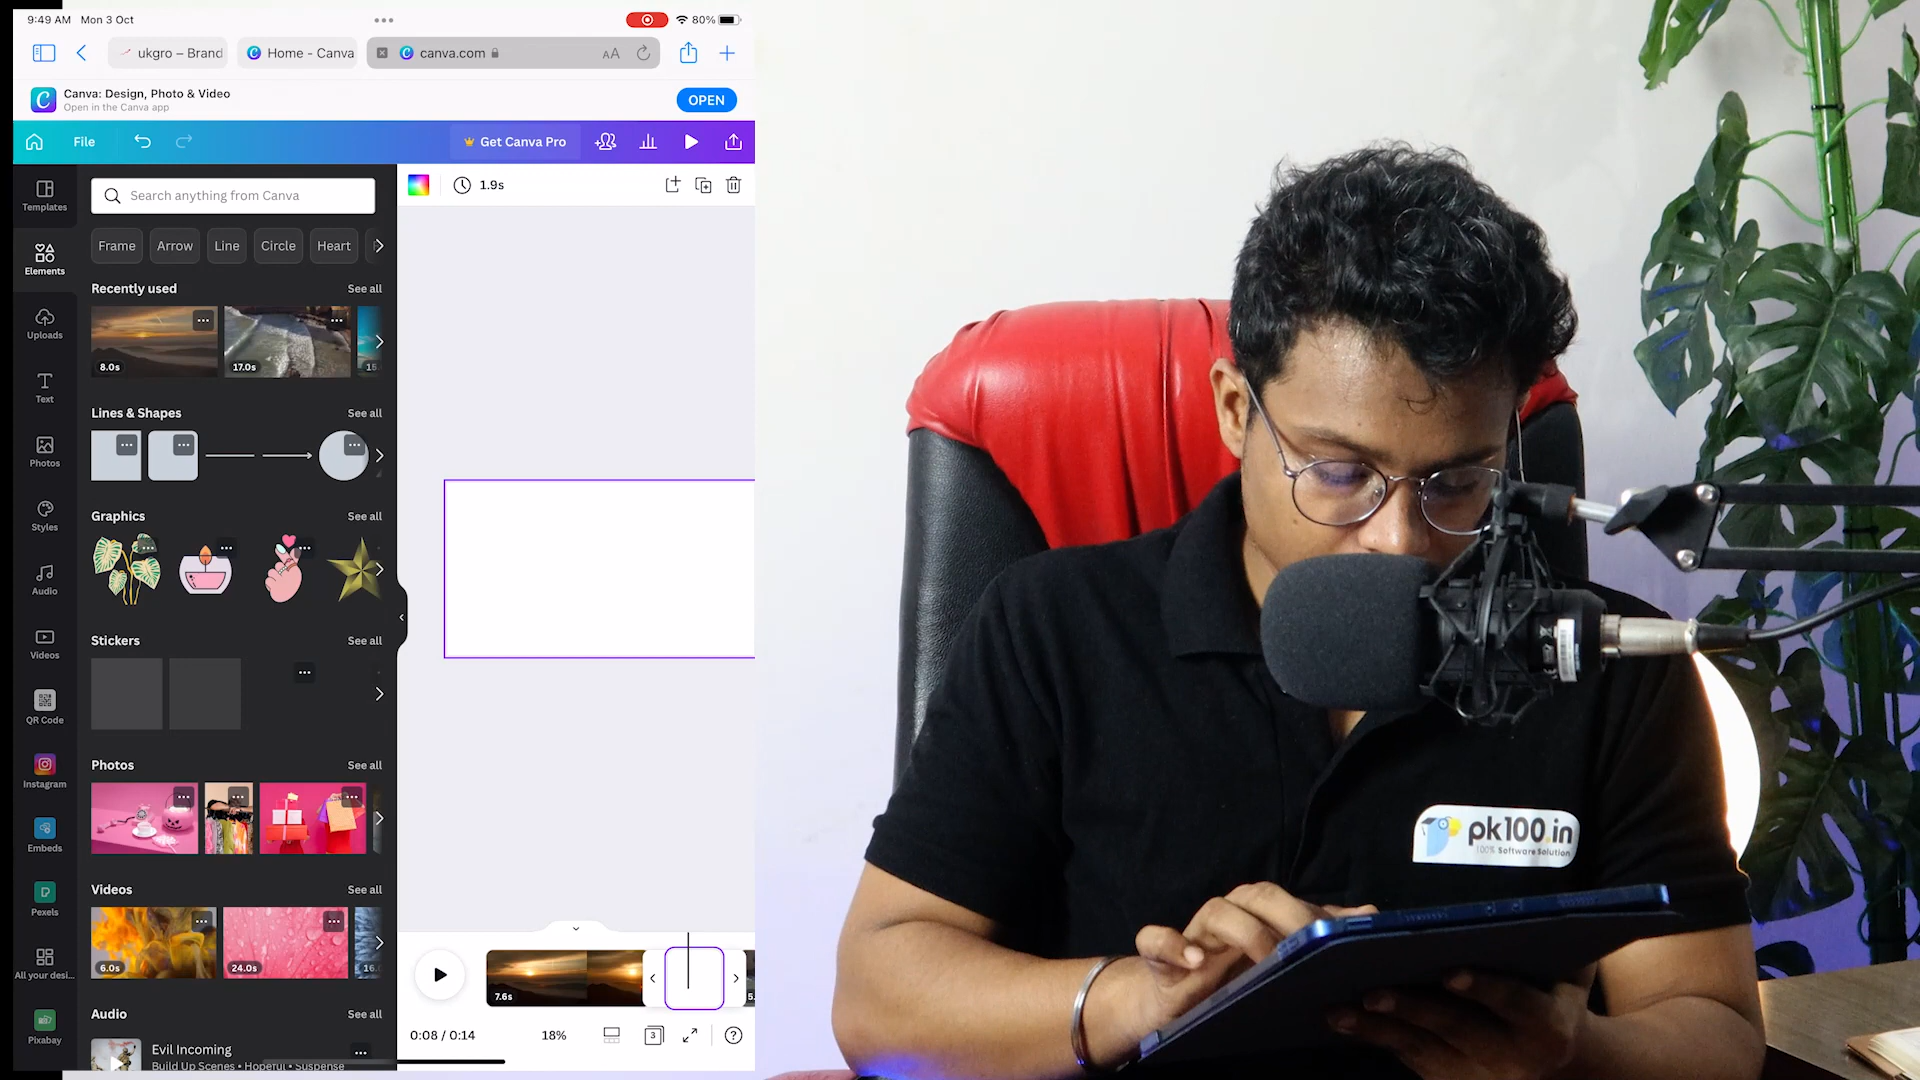 9:49 AM Mon 3 Oct
80%
ukgro – Brand
Home - Canva
canva.com
AA
Canva: Design, Photo & Video
Open in the Canva app
OPEN
File
Get Canva Pro
Templates
Elements
Uploads
Text
Photos
Styles
Audio
Videos
QR Code
Instagram
Embeds
Pexels
All your desi...
Pixabay
Search anything from Canva
Frame
Arrow
Line
Circle
Heart
Recently used
See all
8.0s
17.0s
15
Lines & Shapes
See all
Graphics
See all
Stickers
See all
Photos
See all
Videos
See all
6.0s
24.0s
16.
Audio
See all
Evil Incoming
Build Up Scenes • Hopeful • Suspense
1.9s
7.6s
5.
0:08 / 0:14
18%
3
?
pk100.in
100% Software Solution